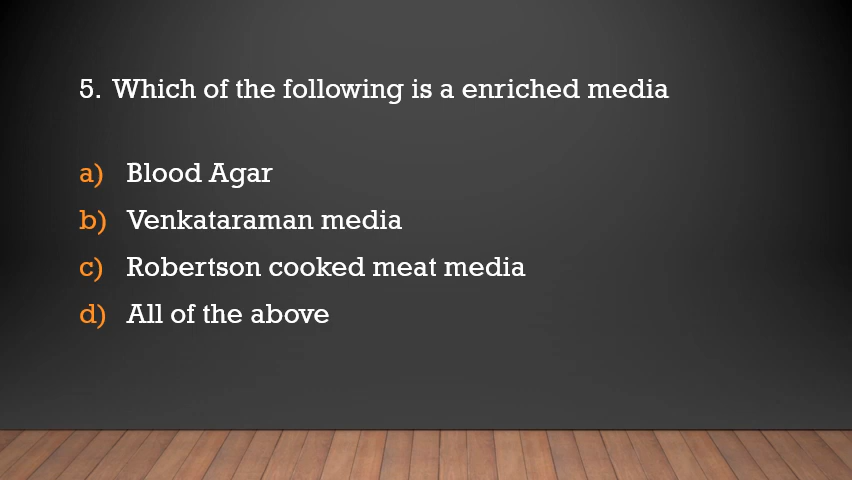 5. Which of the following is a enriched media
a) Blood Agar
b) Venkataraman media
c) Robertson cooked meat media
d) All of the above